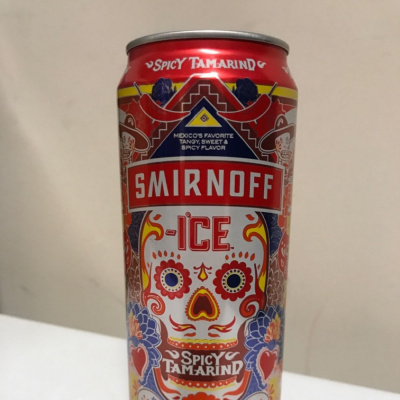 SPICY TAMARIND
MEXICO'S FAVORITE
TANGY, SWEET &
SPICY FLAVOR
SMIRNOFF
ICE
SPICY
TAMARIND